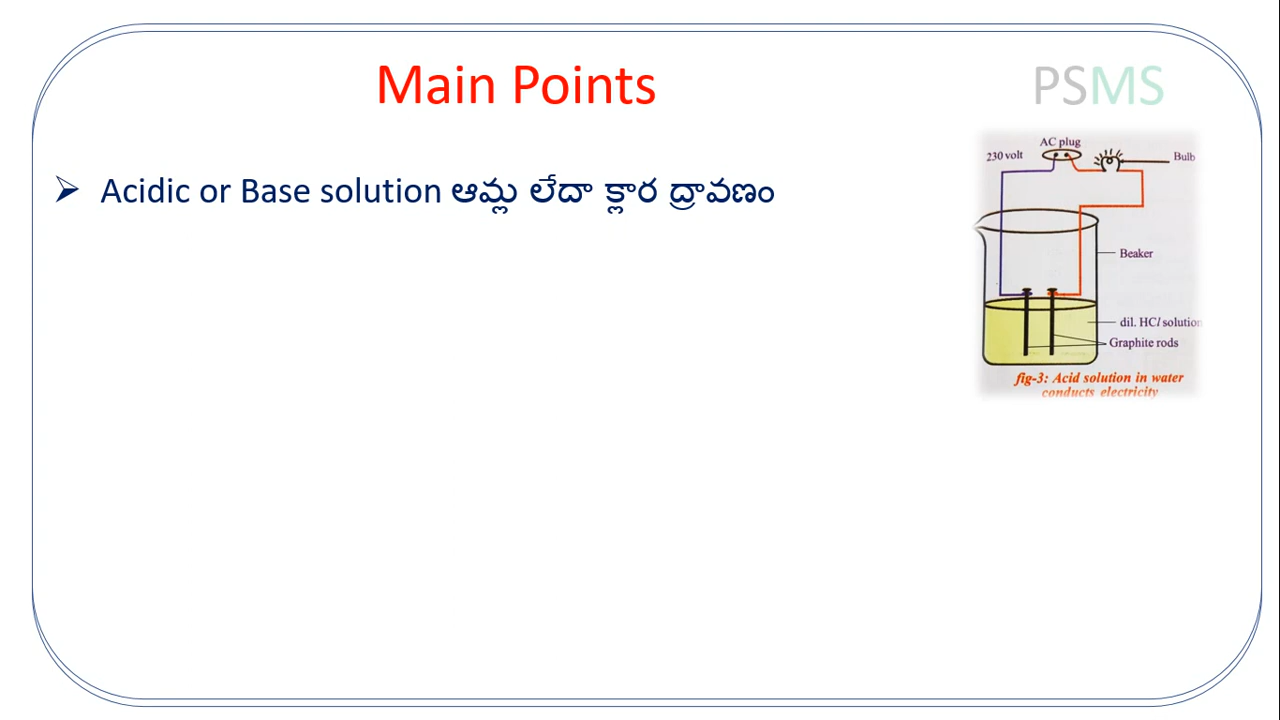 Main Points
PSMS
➢ Acidic or Base solution ఆమ్ల లేదా క్లార ద్రావణం
AC plug
230 volt
Bulb
Beaker
dil. HCl solution
Graphite rods
fig-3: Acid solution in water
conducts electricity